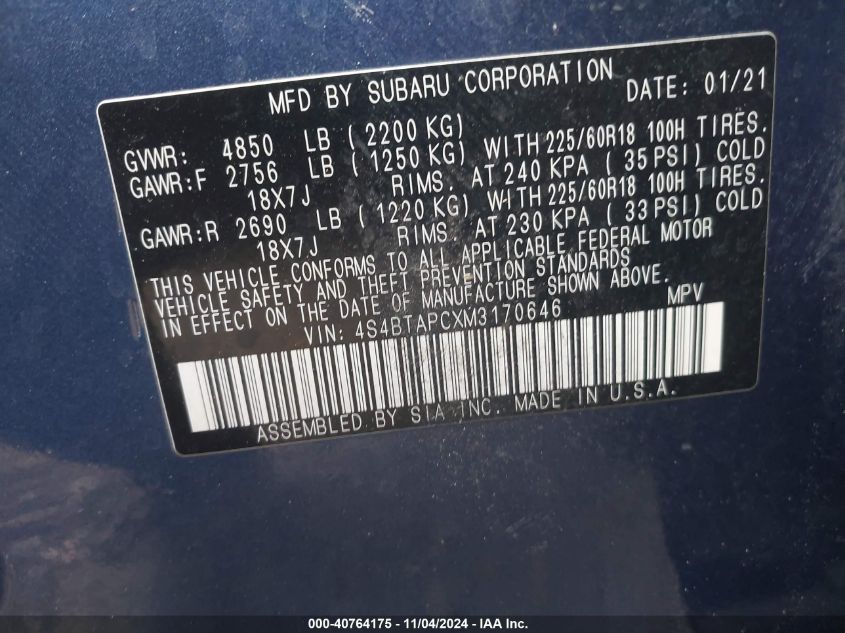 MFD BY SUBARU CORPORATION DATE: 01/21
GVWR: 4850 LB (2200 KG)
GAWR:F 2756 LB (1250 KG) WITH 225/60R18 100H TIRES.
18X7J RIMS. AT 240 KPA (35 PSI) COLD
GAWR:R 2690 LB (1220 KG) WITH 225/60R18 100H TIRES.
18X7J RIMS. AT 230 KPA (33 PSI) COLD
THIS VEHICLE CONFORMS TO ALL APPLICABLE FEDERAL MOTOR
VEHICLE SAFETY AND THEFT PREVENTION STANDARDS
IN EFFECT ON THE DATE OF MANUFACTURE SHOWN ABOVE.
VIN: 4S4BTAPCXM3170646 MPV
ASSEMBLED BY SIA INC. MADE IN U.S.A.
000-40764175 - 11/04/2024 - IAA Inc.